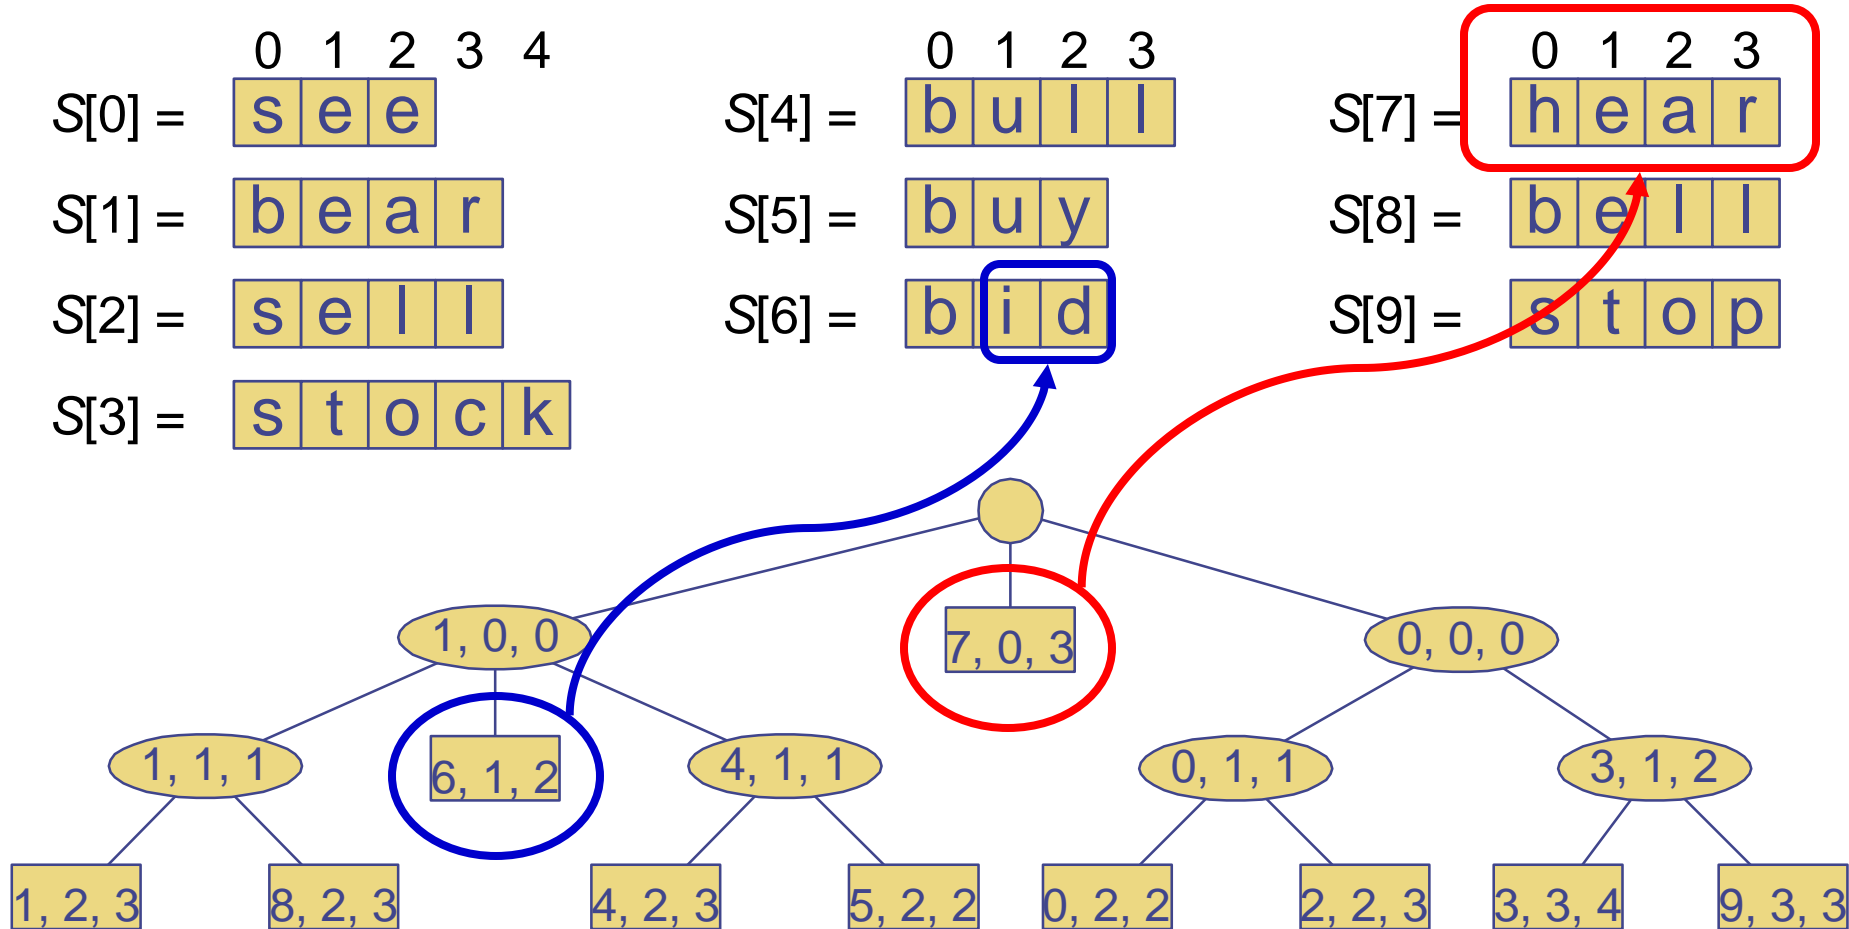 0 1 2 3 4 0 1 2 3 0 1 2 3
S[0] = s e e S[4] = b u l l S[7] = h e a r
S[1] = b e a r S[5] = b u y S[8] = b e l l
S[2] = s e l l S[6] = b i d S[9] = s t o p
S[3] = s t o c k
1, 0, 0 7, 0, 3 0, 0, 0
1, 1, 1 6, 1, 2 4, 1, 1 0, 1, 1 3, 1, 2
1, 2, 3 8, 2, 3 4, 2, 3 5, 2, 2 0, 2, 2 2, 2, 3 3, 3, 4 9, 3, 3